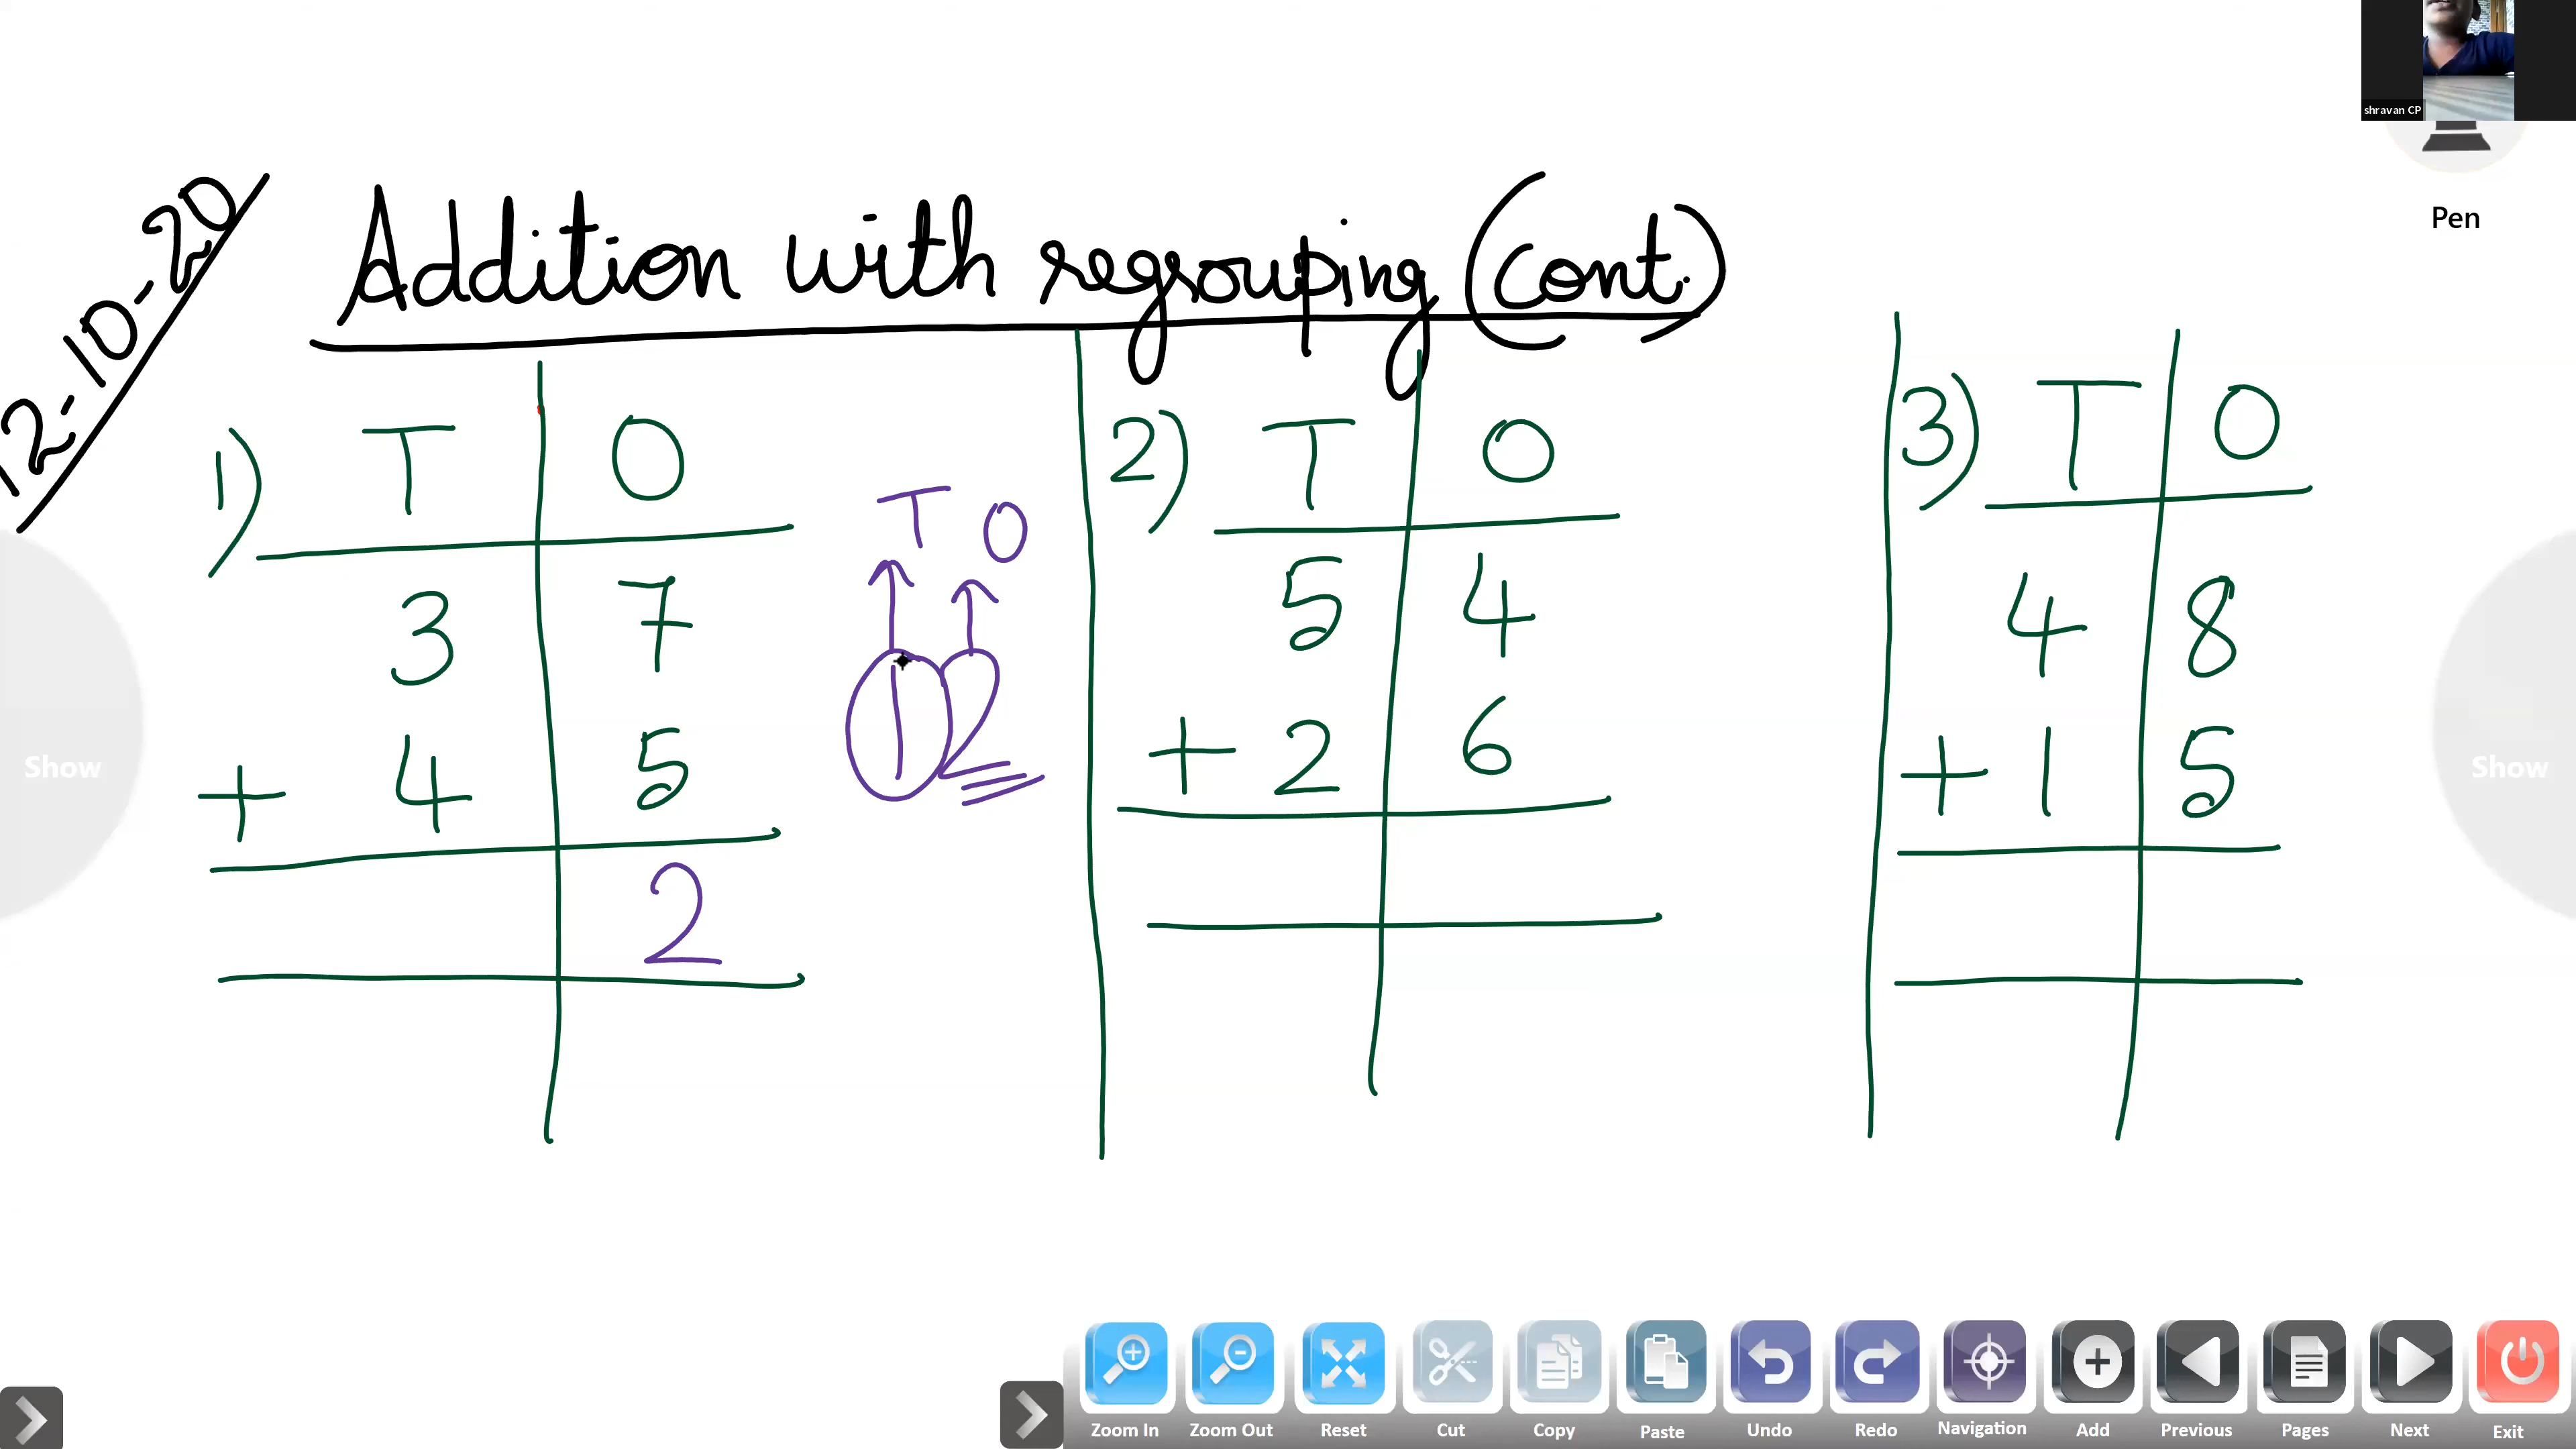 shravan CP
Pen
12-10-20
Addition with regrouping (cont.)
1) T O
3 7
+ 4 5
2
T O
12
2) T O
5 4
+ 2 6
3) T O
4 8
+ 1 5
Show
Show
Zoom In Zoom Out Reset Cut Copy Paste Undo Redo Navigation Add Previous Pages Next Exit